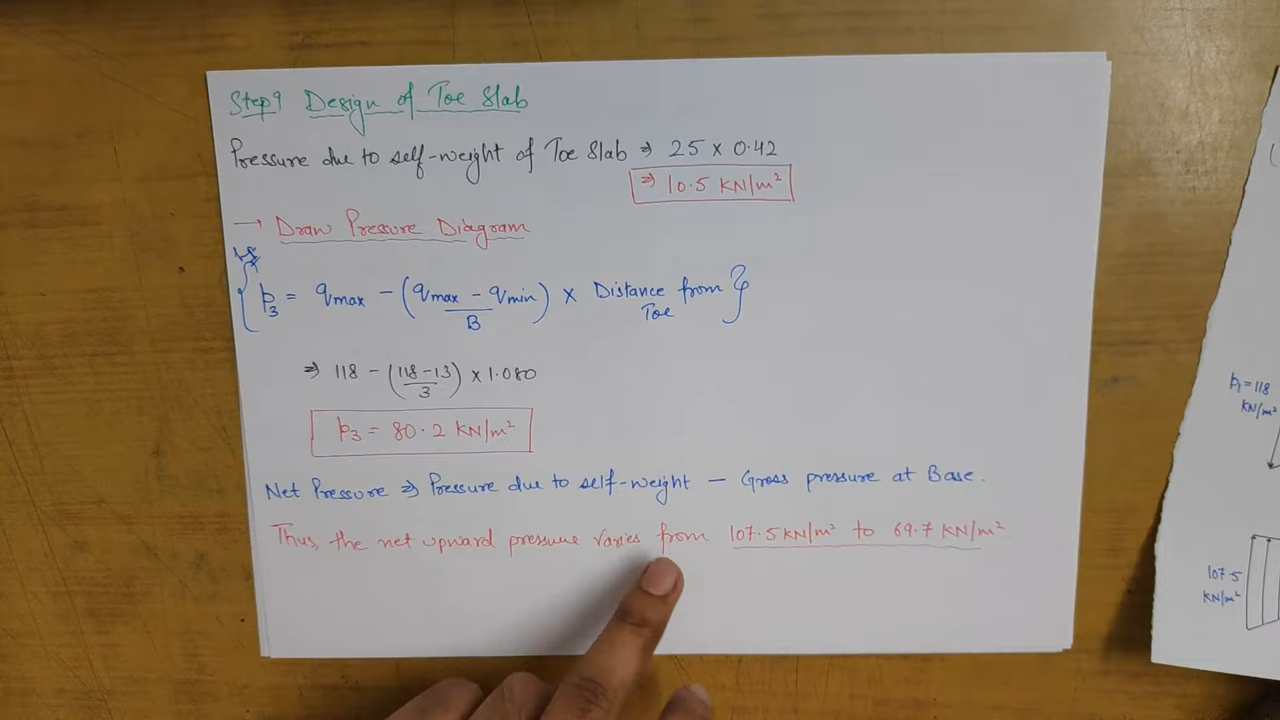 Step 9 Design of Toe Slab
Pressure due to self-weight of Toe Slab ⇒ 25 × 0.42
⇒ 10.5 KN/m²
→ Draw Pressure Diagram
{ p₃ = qmax - (qmax - qmin / B) × Distance from Toe }
⇒ 118 - (118-13 / 3) × 1.080
p₃ = 80.2 KN/m²
Net Pressure ⇒ Pressure due to self-weight - Gross pressure at Base.
Thus, the net upward pressure varies from 107.5 KN/m² to 69.7 KN/m²
p₁ = 118
KN/m²
107.5
KN/m²